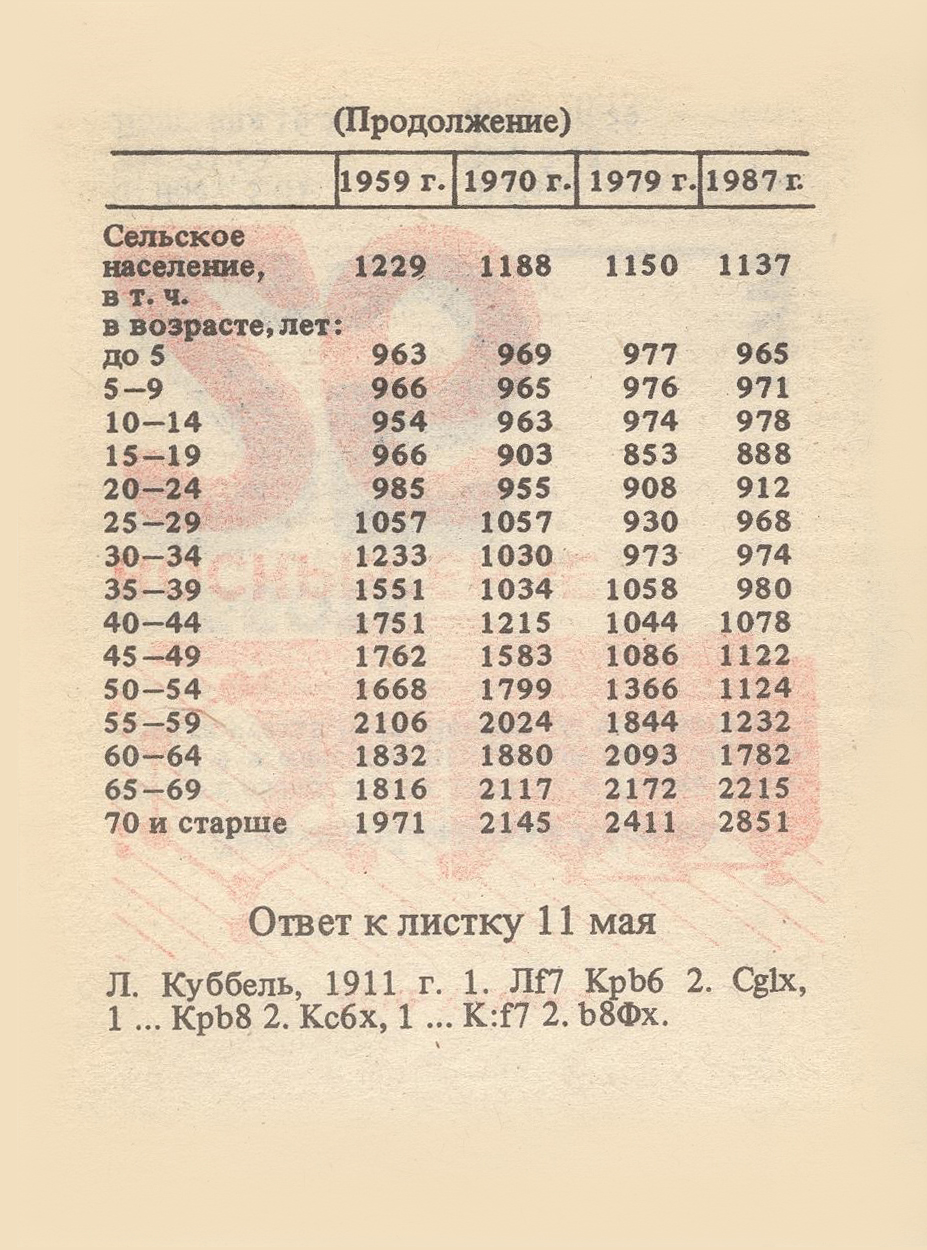 (Продолжение)
1959 г. 1970 г. 1979 г. 1987 г.
Сельское
население, 1229 1188 1150 1137
в т. ч.
в возрасте, лет:
до 5 963 969 977 965
5—9 966 965 976 971
10—14 954 963 974 978
15—19 966 903 853 888
20—24 985 955 908 912
25—29 1057 1057 930 968
30—34 1233 1030 973 974
35—39 1551 1034 1058 980
40—44 1751 1215 1044 1078
45—49 1762 1583 1086 1122
50—54 1668 1799 1366 1124
55—59 2106 2024 1844 1232
60—64 1832 1880 2093 1782
65—69 1816 2117 2172 2215
70 и старше 1971 2145 2411 2851
Ответ к листку 11 мая
Л. Куббель, 1911 г. 1. Лf7 Kpb6 2. Cglx,
1 ... Kpb8 2. Kc6x, 1 ... K:f7 2. b8Фx.